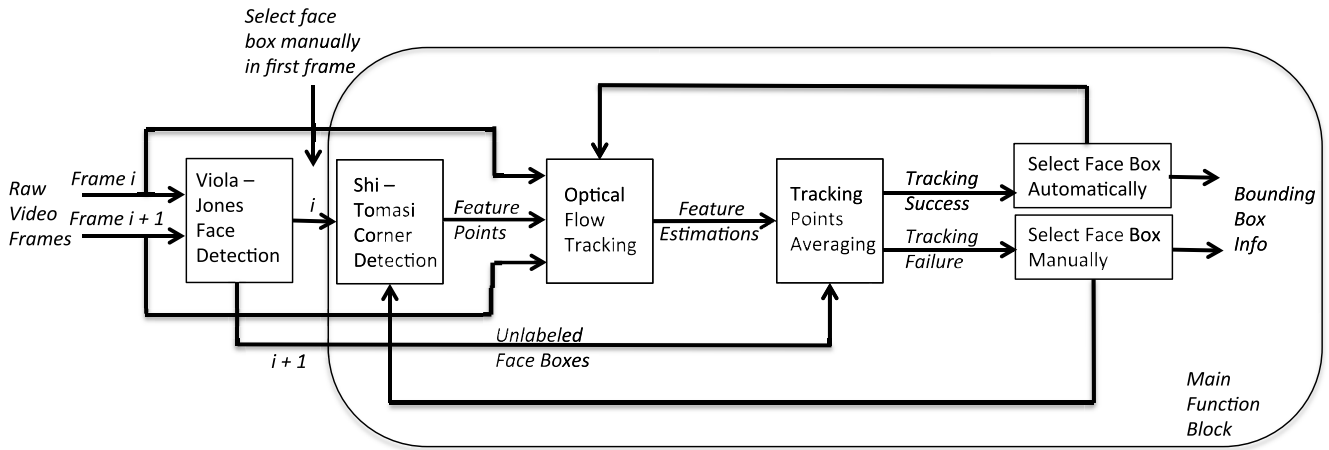 Select face
box manually
in first frame
Raw
Video
Frames
Frame i
Frame i + 1
Viola –
Jones
Face
Detection
i
i + 1
Shi –
Tomasi
Corner
Detection
Feature
Points
Unlabeled
Face Boxes
Optical
Flow
Tracking
Feature
Estimations
Tracking
Points
Averaging
Tracking
Success
Tracking
Failure
Select Face Box
Automatically
Select Face Box
Manually
Bounding
Box
Info
Main
Function
Block